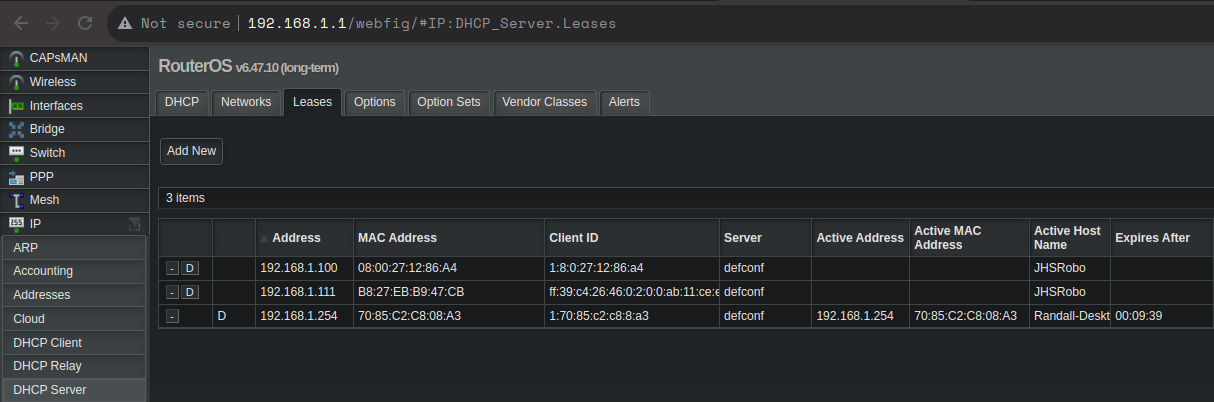 Not secure 192.168.1.1/webfig/#IP:DHCP_Server.Leases
CAPsMAN
Wireless
Interfaces
Bridge
Switch
PPP
Mesh
IP
ARP
Accounting
Addresses
Cloud
DHCP Client
DHCP Relay
DHCP Server
RouterOS v6.47.10 (long-term)
DHCP Networks Leases Options Option Sets Vendor Classes Alerts
Add New
3 items
Address MAC Address Client ID Server Active Address Active MAC Address Active Host Name Expires After
- D 192.168.1.100 08:00:27:12:86:A4 1:8:0:27:12:86:a4 defconf JHSRobo
- D 192.168.1.111 B8:27:EB:B9:47:CB ff:39:c4:26:46:0:2:0:0:ab:11:ce:e defconf JHSRobo
- D 192.168.1.254 70:85:C2:C8:08:A3 1:70:85:c2:c8:8:a3 defconf 192.168.1.254 70:85:C2:C8:08:A3 Randall-Deskt 00:09:39